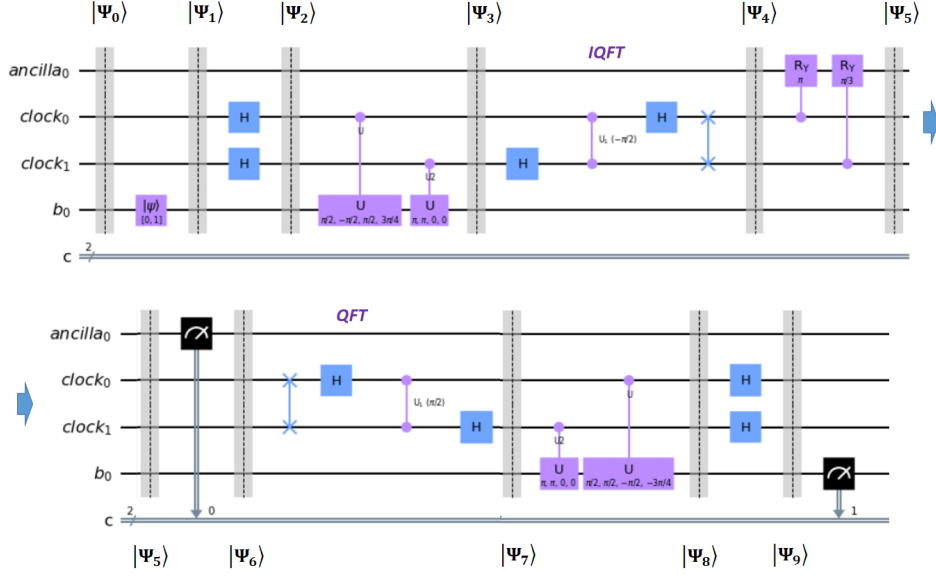 |Ψ₀⟩ |Ψ₁⟩ |Ψ₂⟩ |Ψ₃⟩ |Ψ₄⟩ |Ψ₅⟩
IQFT
ancilla₀ R_Y π R_Y π/3
clock₀ H U H
U₁ (−π/2)
clock₁ H U2 H
b₀ |ψ⟩ [0, 1] U π/2, −π/2, π/2, 3π/4 U π, π, 0, 0
c 2
QFT
ancilla₀
clock₀ H U H
U₁ (π/2)
clock₁ H U2 H
b₀ U π, π, 0, 0 U π/2, π/2, −π/2, −3π/4
c 2 0 1
|Ψ₅⟩ |Ψ₆⟩ |Ψ₇⟩ |Ψ₈⟩ |Ψ₉⟩